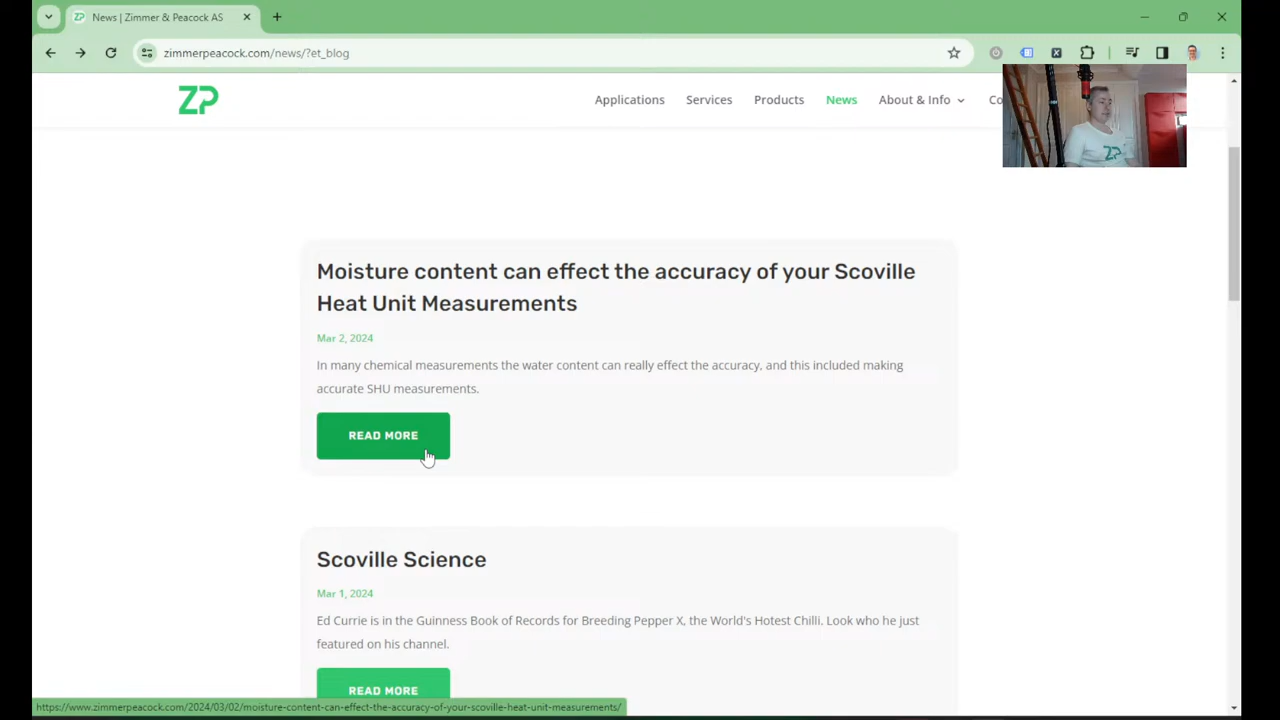 News | Zimmer & Peacock AS
zimmerpeacock.com/news/?et_blog
ZP
Applications
Services
Products
News
About & Info
Co
ZP
Moisture content can effect the accuracy of your Scoville
Heat Unit Measurements
Mar 2, 2024
In many chemical measurements the water content can really effect the accuracy, and this included making
accurate SHU measurements.
READ MORE
Scoville Science
Mar 1, 2024
Ed Currie is in the Guinness Book of Records for Breeding Pepper X, the World's Hottest Chilli. Look who he just
featured on his channel.
READ MORE
https://www.zimmerpeacock.com/2024/03/02/moisture-content-can-effect-the-accuracy-of-your-scoville-heat-unit-measurements/